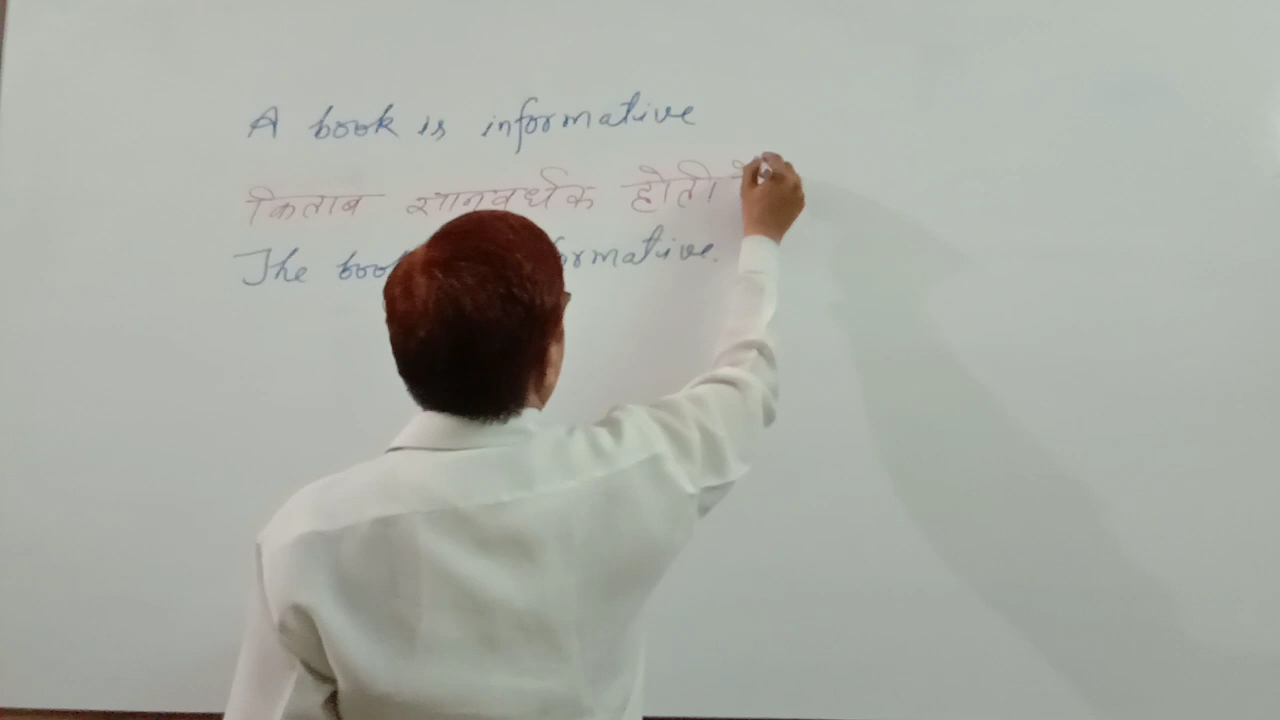 A book is informative
किताब ज्ञानवर्धक होती
The